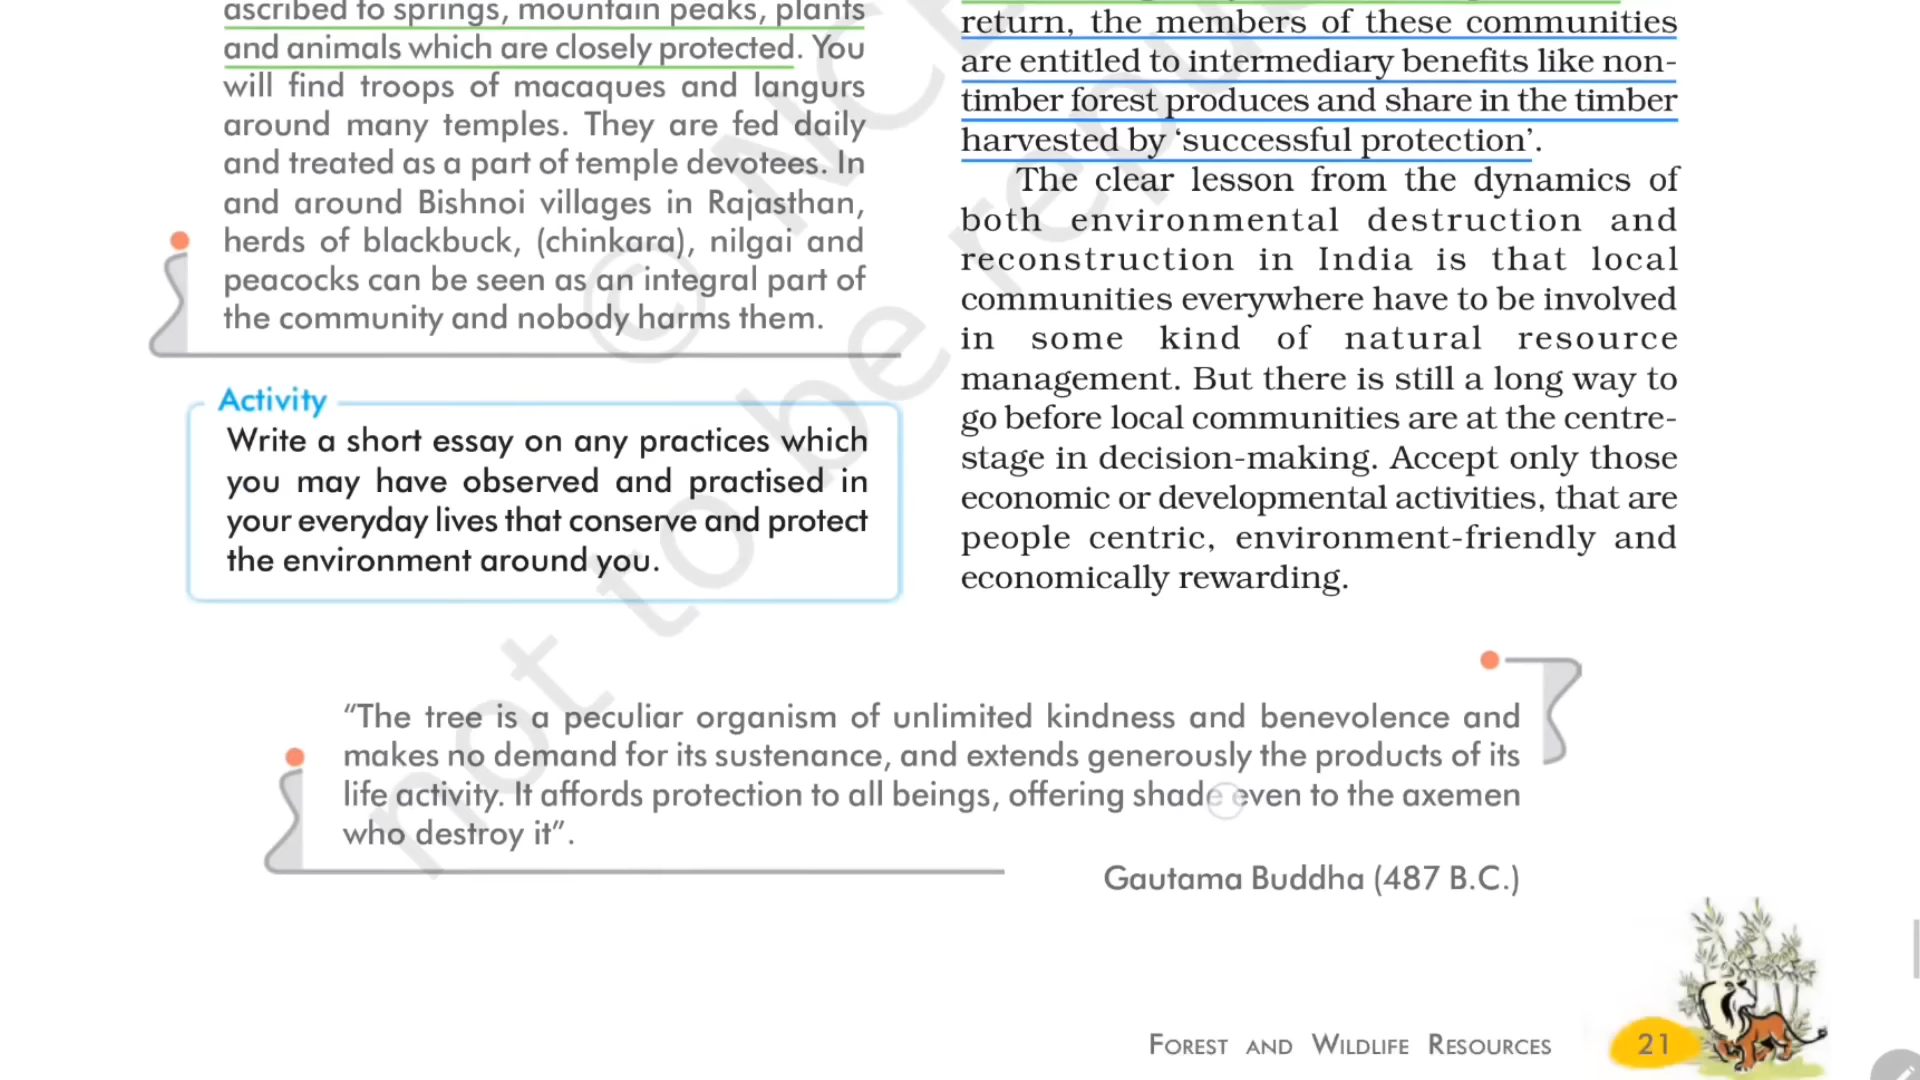 ascribed to springs, mountain peaks, plants
and animals which are closely protected. You
will find troops of macaques and langurs
around many temples. They are fed daily
and treated as a part of temple devotees. In
and around Bishnoi villages in Rajasthan,
herds of blackbuck, (chinkara), nilgai and
peacocks can be seen as an integral part of
the community and nobody harms them.
Activity
Write a short essay on any practices which
you may have observed and practised in
your everyday lives that conserve and protect
the environment around you.
return, the members of these communities
are entitled to intermediary benefits like non-
timber forest produces and share in the timber
harvested by ‘successful protection’.
The clear lesson from the dynamics of
both environmental destruction and
reconstruction in India is that local
communities everywhere have to be involved
in some kind of natural resource
management. But there is still a long way to
go before local communities are at the centre-
stage in decision-making. Accept only those
economic or developmental activities, that are
people centric, environment-friendly and
economically rewarding.
“The tree is a peculiar organism of unlimited kindness and benevolence and
makes no demand for its sustenance, and extends generously the products of its
life activity. It affords protection to all beings, offering shade even to the axemen
who destroy it”.
Gautama Buddha (487 B.C.)
FOREST AND WILDLIFE RESOURCES
21
not to be